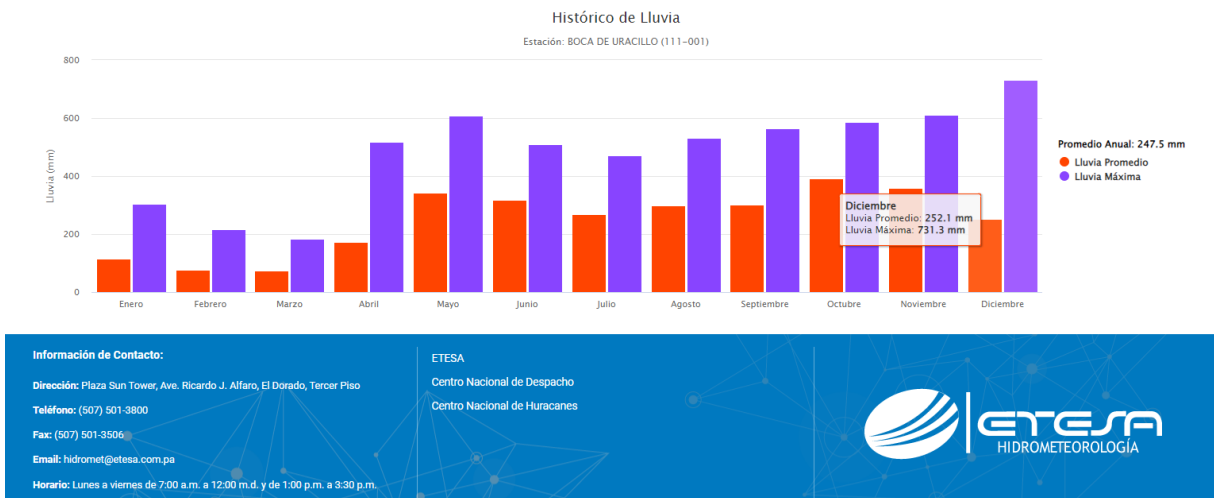 Histórico de Lluvia
Estación: BOCA DE URACILLO (111-001)
800
600
400
200
0
Lluvia (mm)
Enero
Febrero
Marzo
Abril
Mayo
Junio
Julio
Agosto
Septiembre
Octubre
Noviembre
Diciembre
Diciembre
Lluvia Promedio: 252.1 mm
Lluvia Máxima: 731.3 mm
Promedio Anual: 247.5 mm
Lluvia Promedio
Lluvia Máxima
Información de Contacto:
Dirección: Plaza Sun Tower, Ave. Ricardo J. Alfaro, El Dorado, Tercer Piso
Teléfono: (507) 501-3800
Fax: (507) 501-3506
Email: hidromet@etesa.com.pa
Horario: Lunes a viernes de 7:00 a.m. a 12:00 m.d. y de 1:00 p.m. a 3:30 p.m.
ETESA
Centro Nacional de Despacho
Centro Nacional de Huracanes
ETESA
HIDROMETEOROLOGÍA